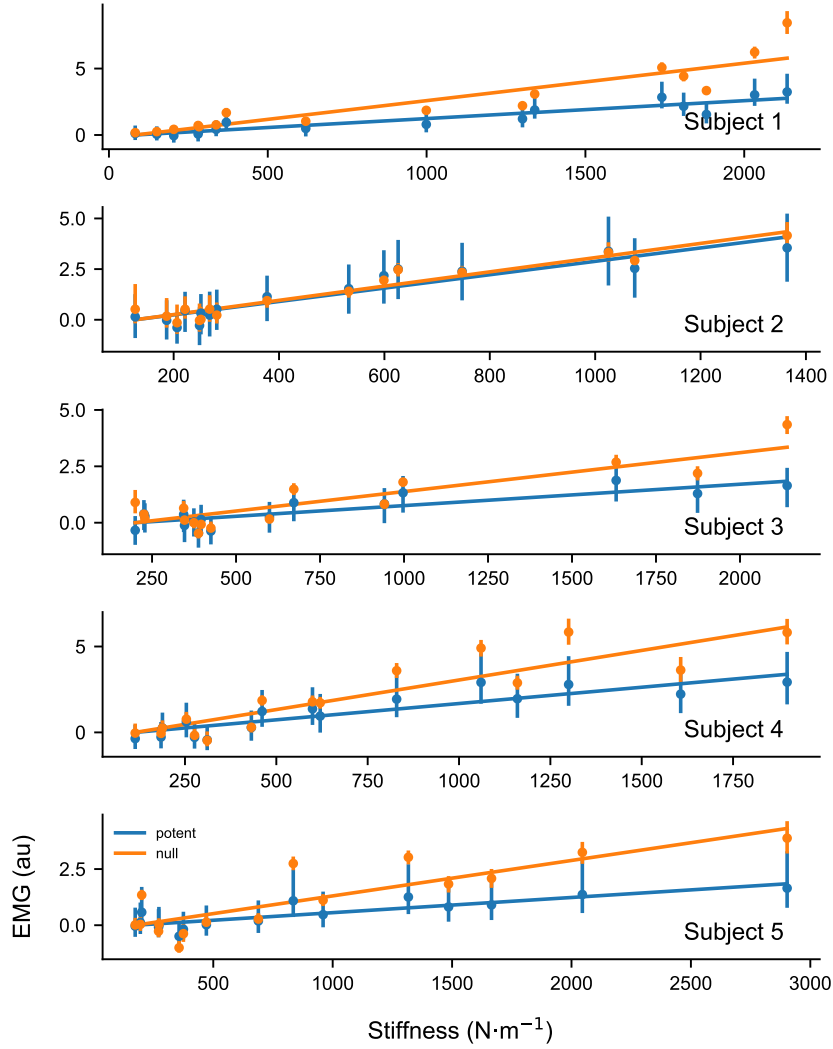 5
0
Subject 1
0 500 1000 1500 2000
5.0
2.5
0.0
Subject 2
200 400 600 800 1000 1200 1400
5.0
2.5
0.0
Subject 3
250 500 750 1000 1250 1500 1750 2000
5
0
Subject 4
250 500 750 1000 1250 1500 1750
potent
null
2.5
0.0
EMG (au)
Subject 5
500 1000 1500 2000 2500 3000
Stiffness (N·m⁻¹)